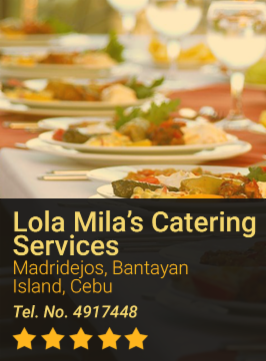 Lola Mila's Catering
Services
Madridejos, Bantayan
Island, Cebu
Tel. No. 4917448